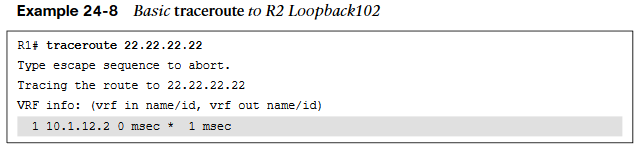 Example 24-8 Basic traceroute to R2 Loopback102
R1# traceroute 22.22.22.22
Type escape sequence to abort.
Tracing the route to 22.22.22.22
VRF info: (vrf in name/id, vrf out name/id)
1 10.1.12.2 0 msec * 1 msec